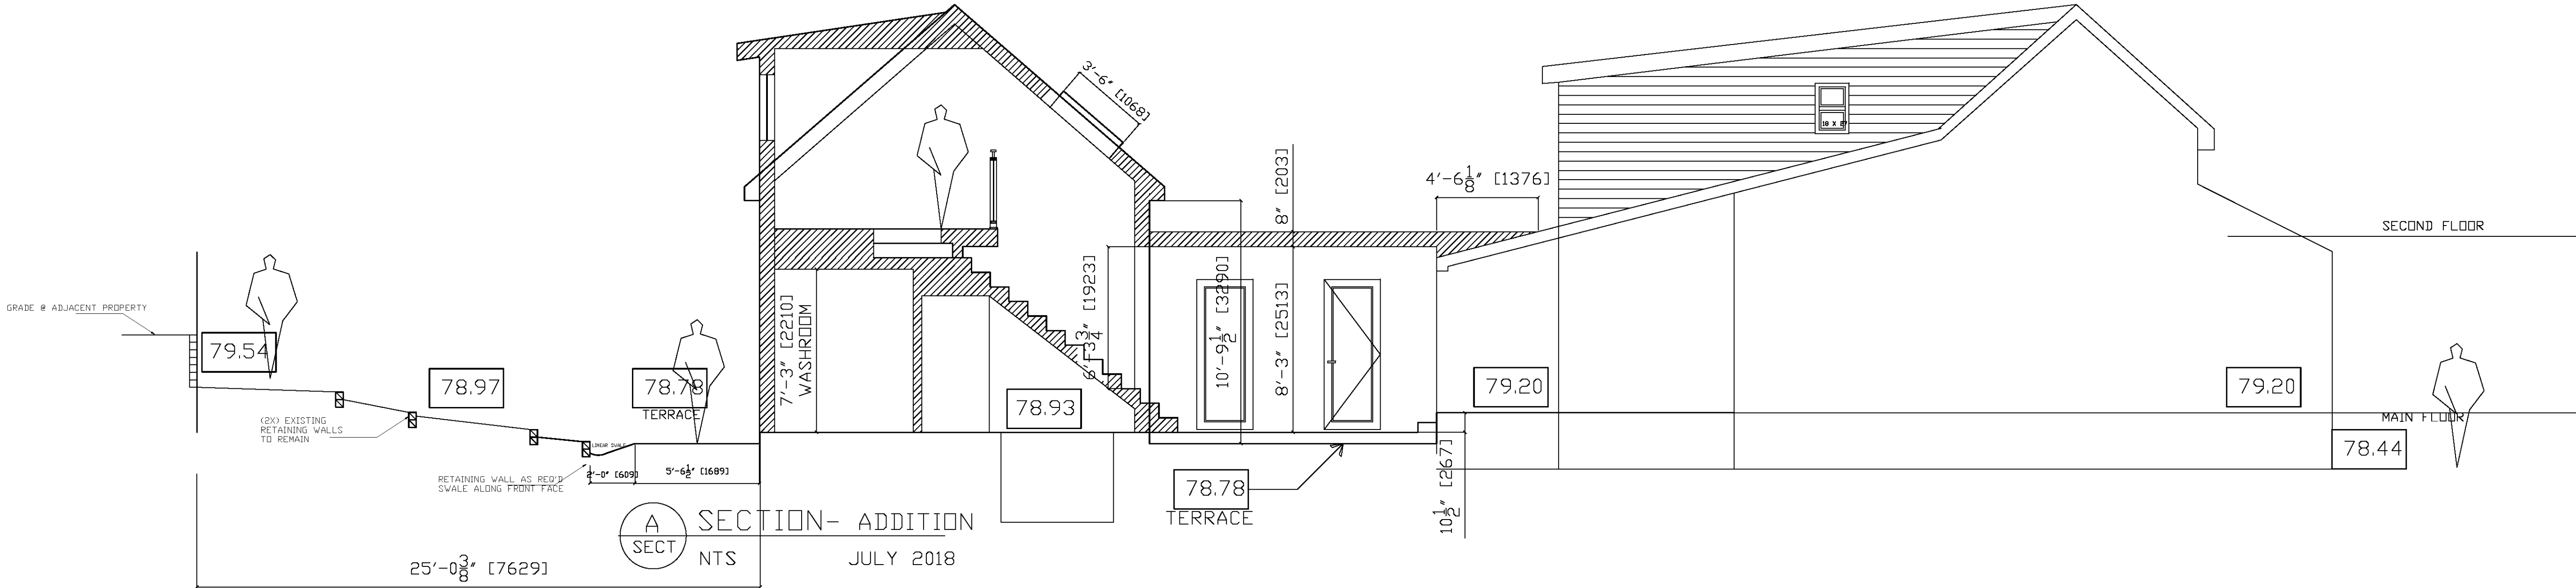 3'-6" [1068]
18 X 27
8" [203]
4'-6 1/8" [1376]
SECOND FLOOR
GRADE @ ADJACENT PROPERTY
79.54
78.97
78.78
TERRACE
7'-3" [2210]
WASHROOM
6'-3 3/4" [1923]
10'-9 1/2" [3290]
8'-3" [2513]
78.93
79.20
79.20
MAIN FLOOR
78.44
(2X) EXISTING
RETAINING WALLS
TO REMAIN
LINEAR SWALE
2'-0" [609]
5'-6 1/2" [1689]
RETAINING WALL AS REQ'D
SWALE ALONG FRONT FACE
78.78
TERRACE
10 1/2" [267]
A
SECT
SECTION- ADDITION
NTS
JULY 2018
25'-0 3/8" [7629]